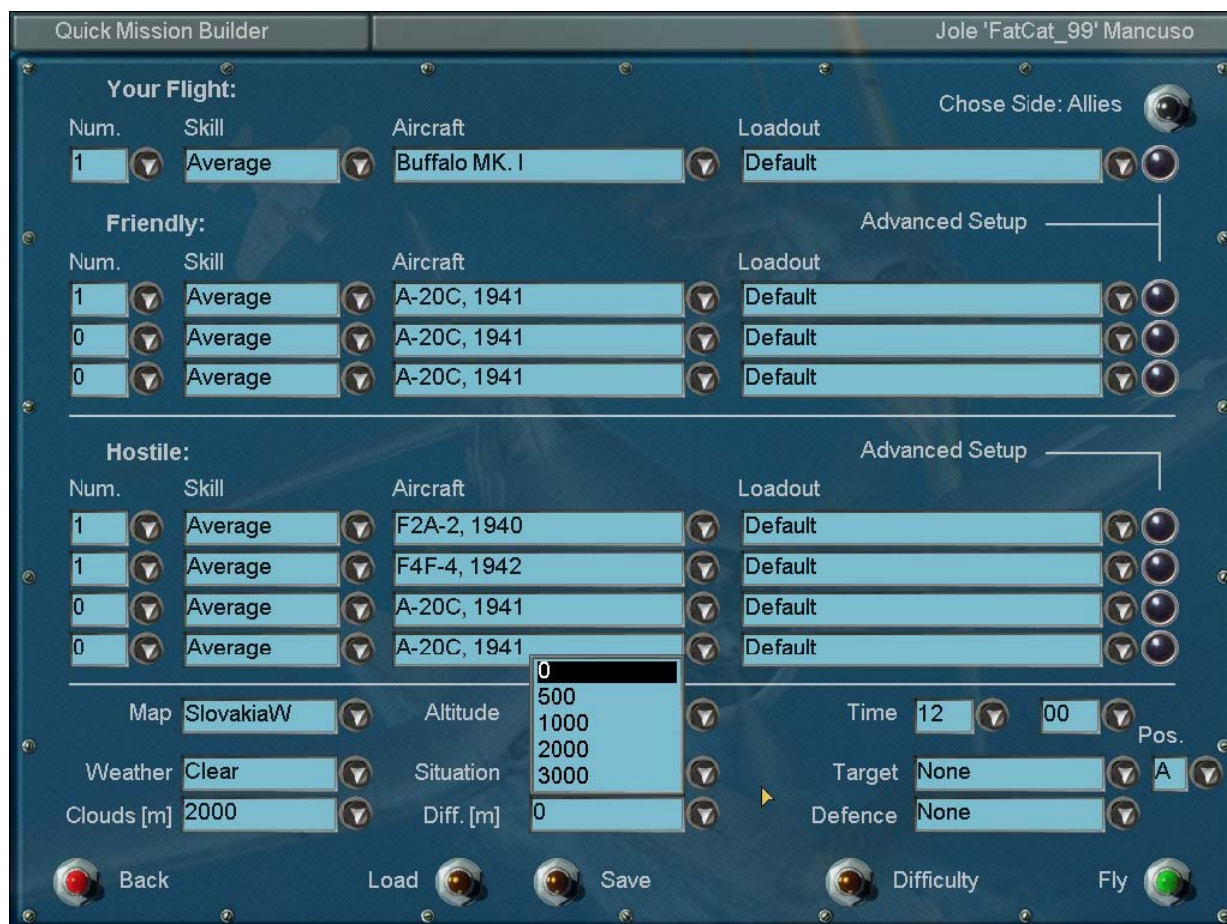 Quick Mission Builder Jole 'FatCat_99' Mancuso
Your Flight: Chose Side: Allies
Num. Skill Aircraft Loadout
1 Average Buffalo MK. I Default
Friendly: Advanced Setup
Num. Skill Aircraft Loadout
1 Average A-20C, 1941 Default
0 Average A-20C, 1941 Default
0 Average A-20C, 1941 Default
Hostile: Advanced Setup
Num. Skill Aircraft Loadout
1 Average F2A-2, 1940 Default
1 Average F4F-4, 1942 Default
0 Average A-20C, 1941 Default
0 Average A-20C, 1941 Default
0
500
1000
2000
3000
Map SlovakiaW Altitude Time 12 00
Pos.
Weather Clear Situation Target None A
Clouds [m] 2000 Diff. [m] 0 Defence None
Back Load Save Difficulty Fly